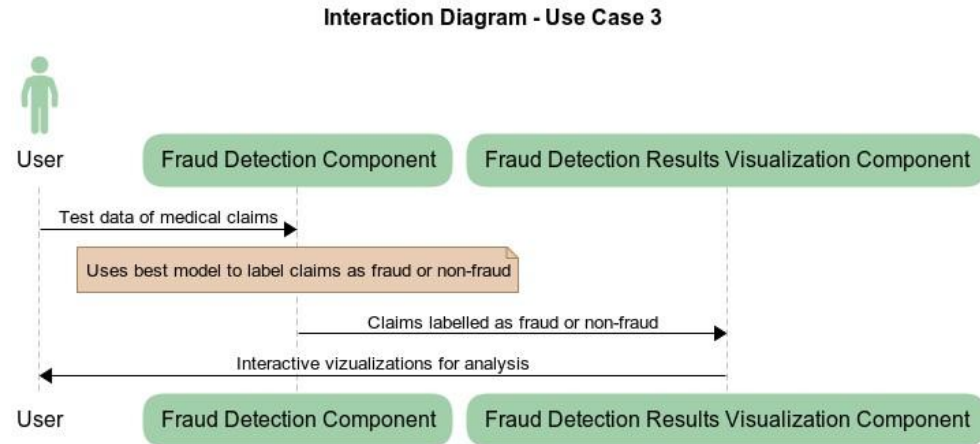 Interaction Diagram - Use Case 3
User
Fraud Detection Component
Fraud Detection Results Visualization Component
Test data of medical claims
Uses best model to label claims as fraud or non-fraud
Claims labelled as fraud or non-fraud
Interactive vizualizations for analysis
User
Fraud Detection Component
Fraud Detection Results Visualization Component